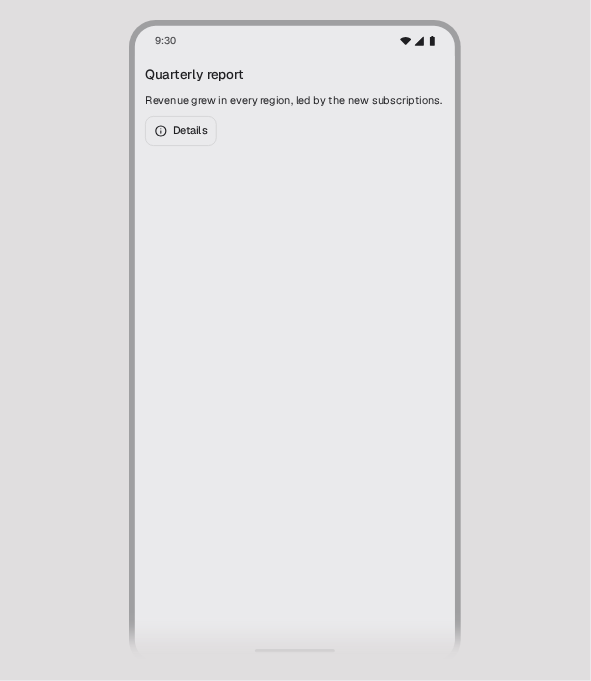 9:30
Quarterly report
Revenue grew in every region, led by the new subscriptions.
Details